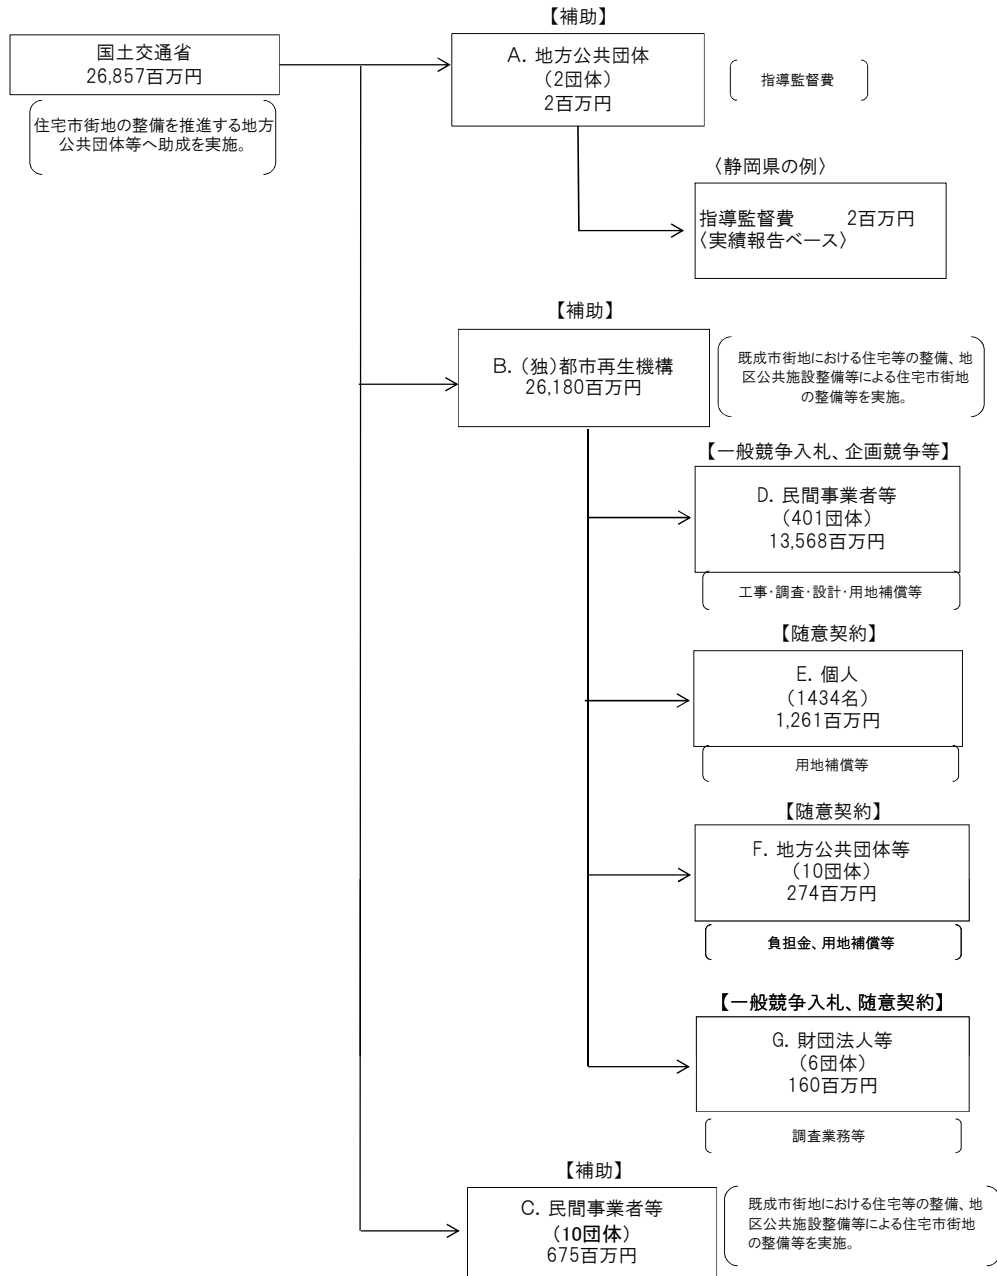 【補助】
国土交通省
26,857百万円
住宅市街地の整備を推進する地方
公共団体等へ助成を実施。
A．地方公共団体
（2団体）
2百万円
指導監督費
〈静岡県の例〉
指導監督費　　　2百万円
〈実績報告ベース〉
【補助】
B．（独）都市再生機構
26,180百万円
既成市街地における住宅等の整備、地
区公共施設整備等による住宅市街地
の整備等を実施。
【一般競争入札、企画競争等】
D．民間事業者等
（401団体）
13,568百万円
工事・調査・設計・用地補償等
【随意契約】
E．個人
（1434名）
1,261百万円
用地補償等
【随意契約】
F．地方公共団体等
（10団体）
274百万円
負担金、用地補償等
【一般競争入札、随意契約】
G．財団法人等
（6団体）
160百万円
調査業務等
【補助】
C．民間事業者等
（10団体）
675百万円
既成市街地における住宅等の整備、地
区公共施設整備等による住宅市街地
の整備等を実施。